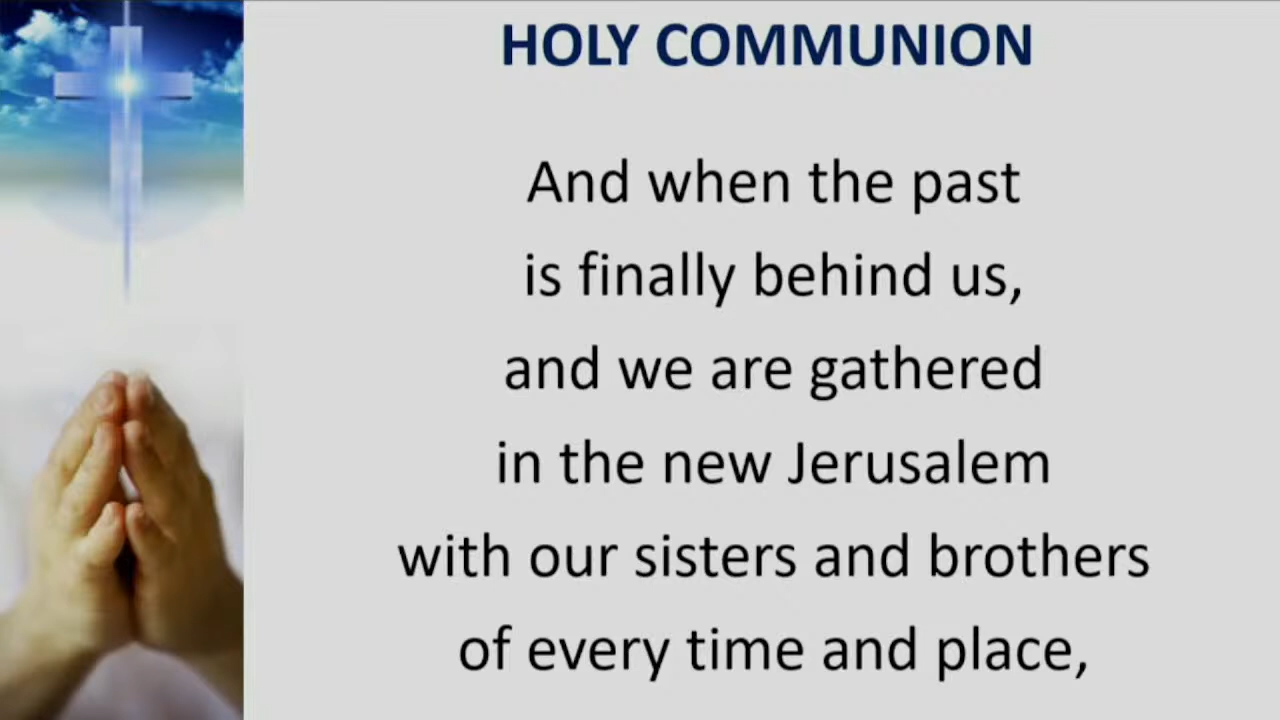 HOLY COMMUNION
And when the past
is finally behind us,
and we are gathered
in the new Jerusalem
with our sisters and brothers
of every time and place,